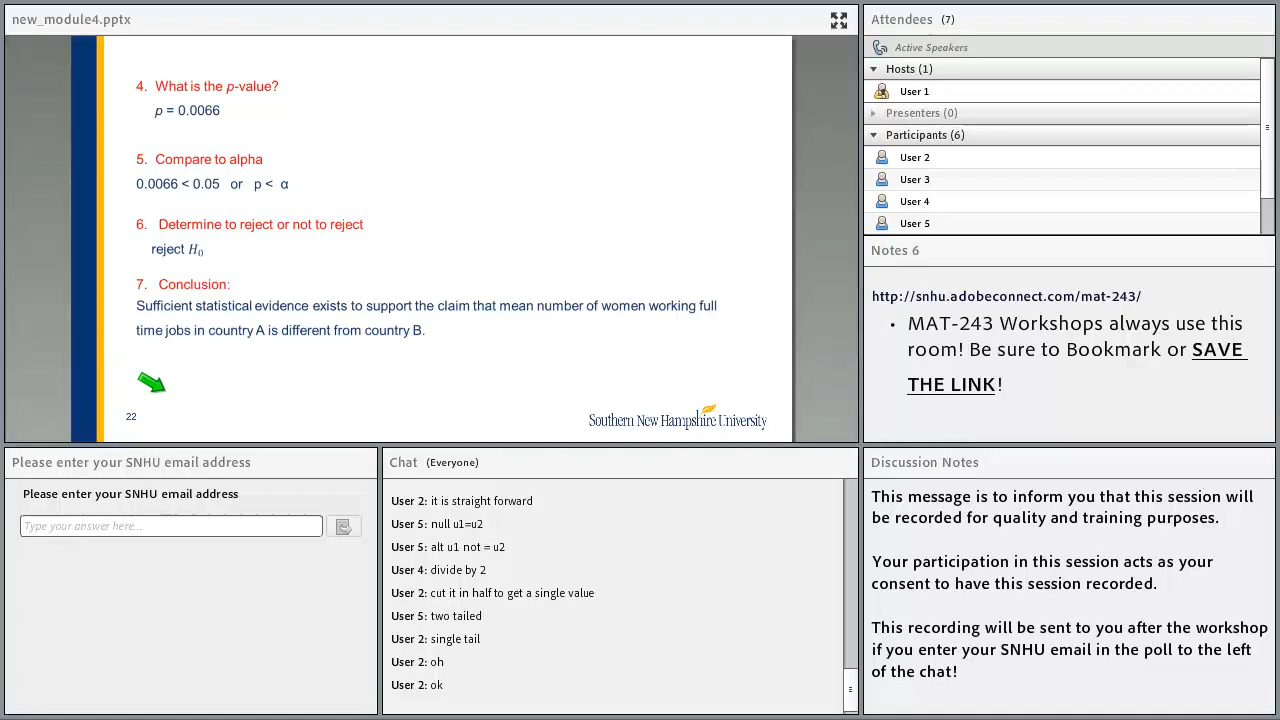 new_module4.pptx
4. What is the p-value?
p = 0.0066
5. Compare to alpha
0.0066 < 0.05 or p < α
6. Determine to reject or not to reject
reject H₀
7. Conclusion:
Sufficient statistical evidence exists to support the claim that mean number of women working full
time jobs in country A is different from country B.
22
Southern New Hampshire University
Attendees (7)
Active Speakers
Hosts (1)
User 1
Presenters (0)
Participants (6)
User 2
User 3
User 4
User 5
Notes 6
http://snhu.adobeconnect.com/mat-243/
• MAT-243 Workshops always use this
room! Be sure to Bookmark or SAVE
THE LINK!
Please enter your SNHU email address
Please enter your SNHU email address
Type your answer here...
Chat (Everyone)
User 2: it is straight forward
User 5: null u1=u2
User 5: alt u1 not = u2
User 4: divide by 2
User 2: cut it in half to get a single value
User 5: two tailed
User 2: single tail
User 2: oh
User 2: ok
Discussion Notes
This message is to inform you that this session will
be recorded for quality and training purposes.
Your participation in this session acts as your
consent to have this session recorded.
This recording will be sent to you after the workshop
if you enter your SNHU email in the poll to the left
of the chat!